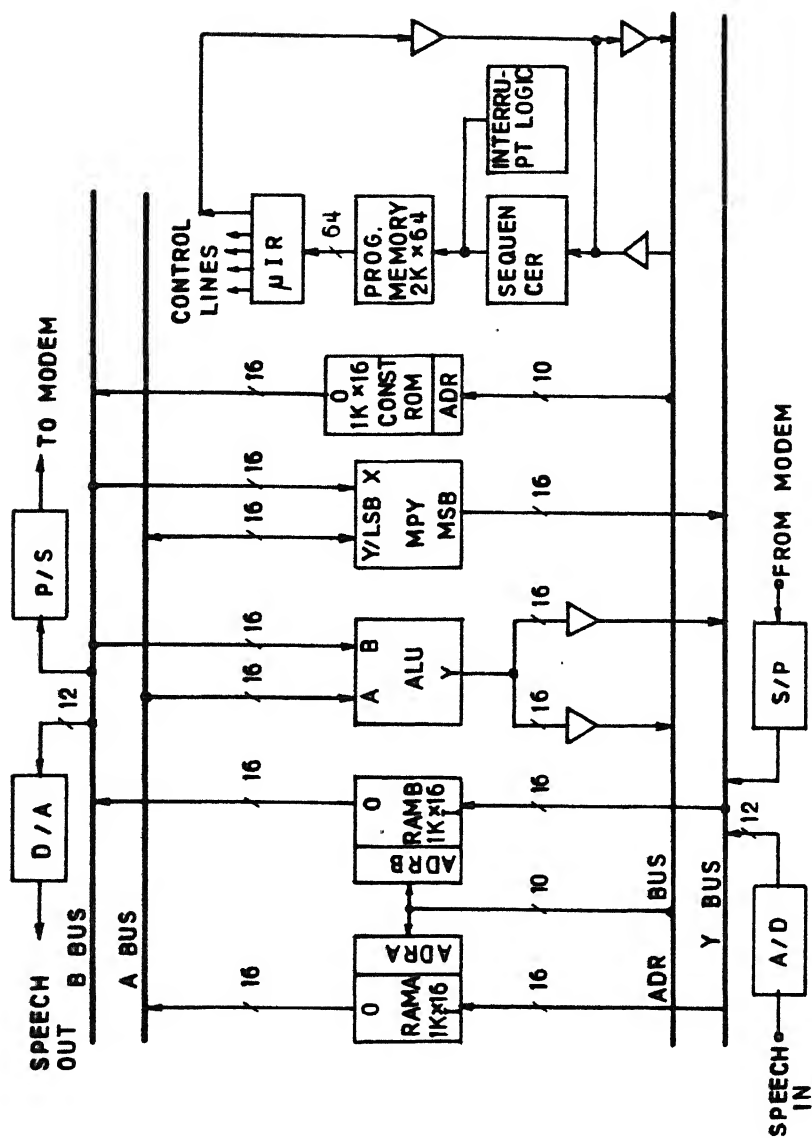 SPEECH
OUT
D/A
12
P/S
TO MODEM
B BUS
A BUS
CONTROL
LINES
16
16
16
16
16
16
16
μIR
64
O
RAMA
1K×16
I
ADRA
ADRB
O
RAMB
1K×16
I
A
B
ALU
Y
Y/LSB X
MPY
MSB
O
1K×16
CONST
ROM
ADR
PROG.
MEMORY
2K×64
SEQUEN
CER
INTERRU-
PT LOGIC
16
10
16
16
16
16
10
ADR BUS
Y BUS
12
SPEECH
IN
A/D
S/P
FROM MODEM